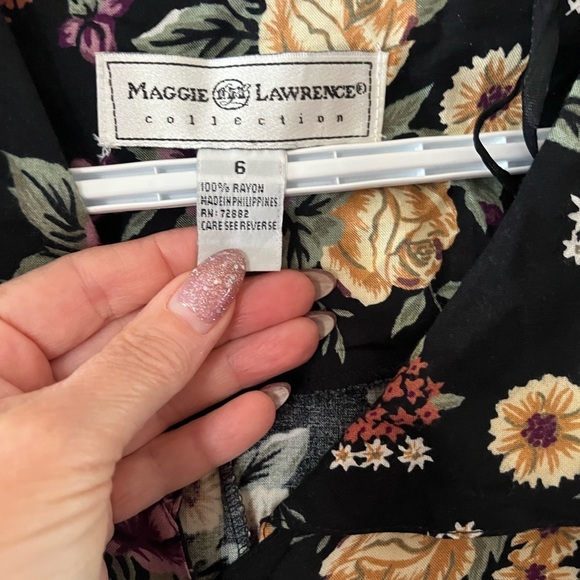 MAGGIE LAWRENCE®
collection
6
100% RAYON
MADE IN PHILIPPINES
RN: 72882
CARE SEE REVERSE